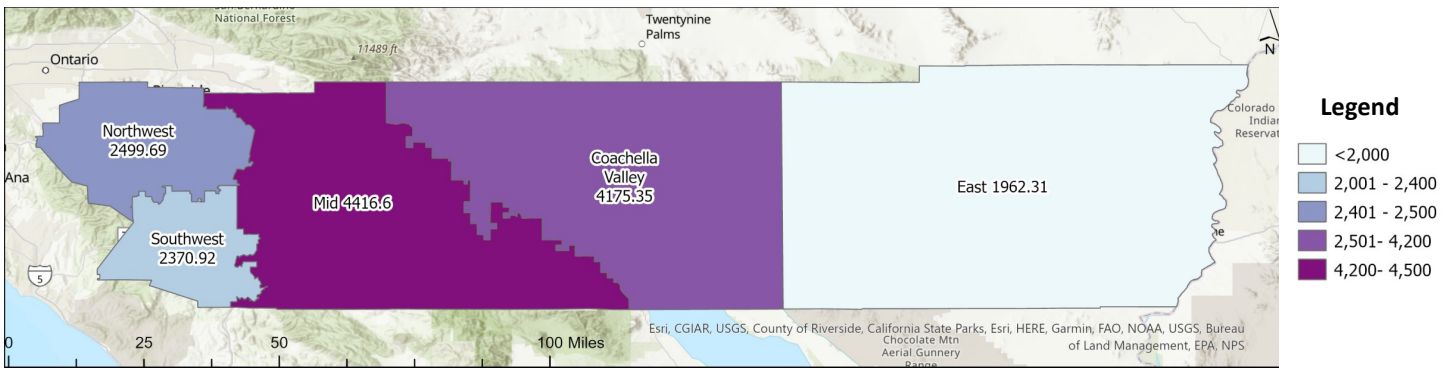 National Forest
11489 ft
Twentynine
Palms
N
Ontario
Northwest
2499.69
Coachella
Valley
4175.35
Mid 4416.6
East 1962.31
Southwest
2370.92
Ana
5
Colorado
Indian
Reservat
Esri, CGIAR, USGS, County of Riverside, California State Parks, Esri, HERE, Garmin, FAO, NOAA, USGS, Bureau
of Land Management, EPA, NPS
Chocolate Mtn
Aerial Gunnery
Range
0 25 50 100 Miles
Legend
<2,000
2,001 - 2,400
2,401 - 2,500
2,501- 4,200
4,200- 4,500